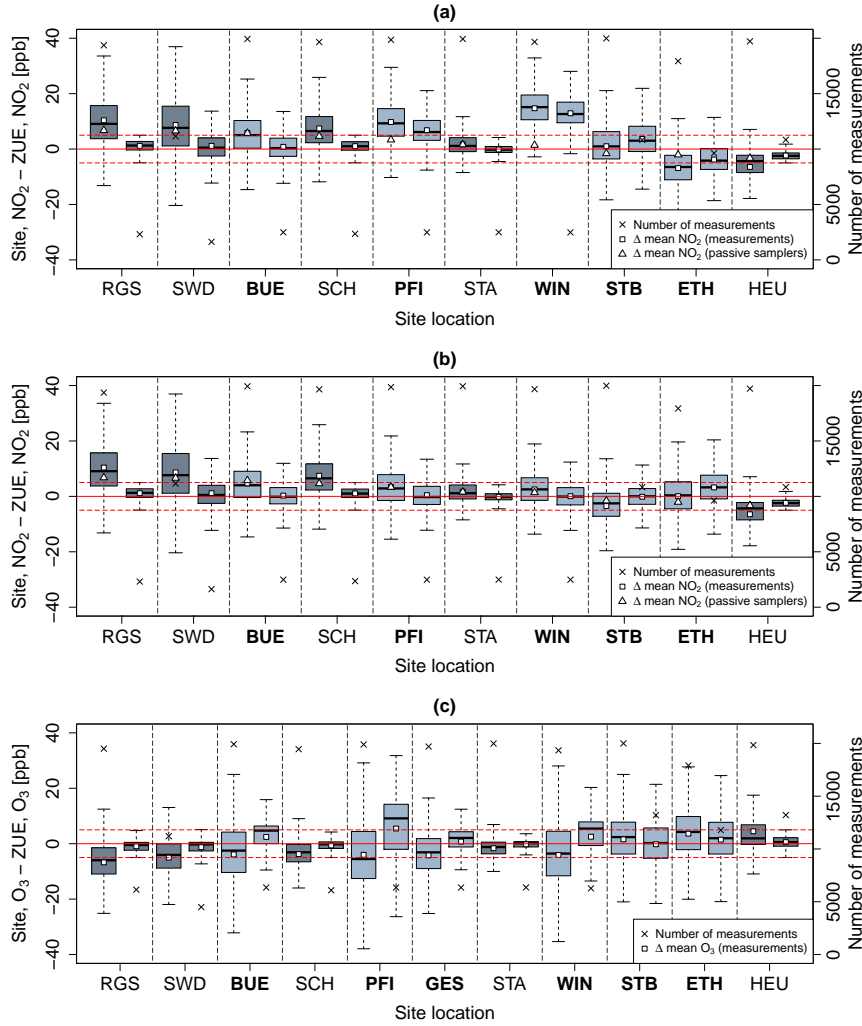 (a)
Site, NO₂ − ZUE, NO₂ [ppb]
40
20
0
−20
−40
15000
5000
0
Number of measurements
× Number of measurements
□ Δ mean NO₂ (measurements)
△ Δ mean NO₂ (passive samplers)
RGS SWD BUE SCH PFI STA WIN STB ETH HEU
Site location
(b)
Site, NO₂ − ZUE, NO₂ [ppb]
40
20
0
−20
−40
15000
5000
0
Number of measurements
× Number of measurements
□ Δ mean NO₂ (measurements)
△ Δ mean NO₂ (passive samplers)
RGS SWD BUE SCH PFI STA WIN STB ETH HEU
Site location
(c)
Site, O₃ − ZUE, O₃ [ppb]
40
20
0
−20
−40
15000
5000
0
Number of measurements
× Number of measurements
□ Δ mean O₃ (measurements)
RGS SWD BUE SCH PFI GES STA WIN STB ETH HEU
Site location